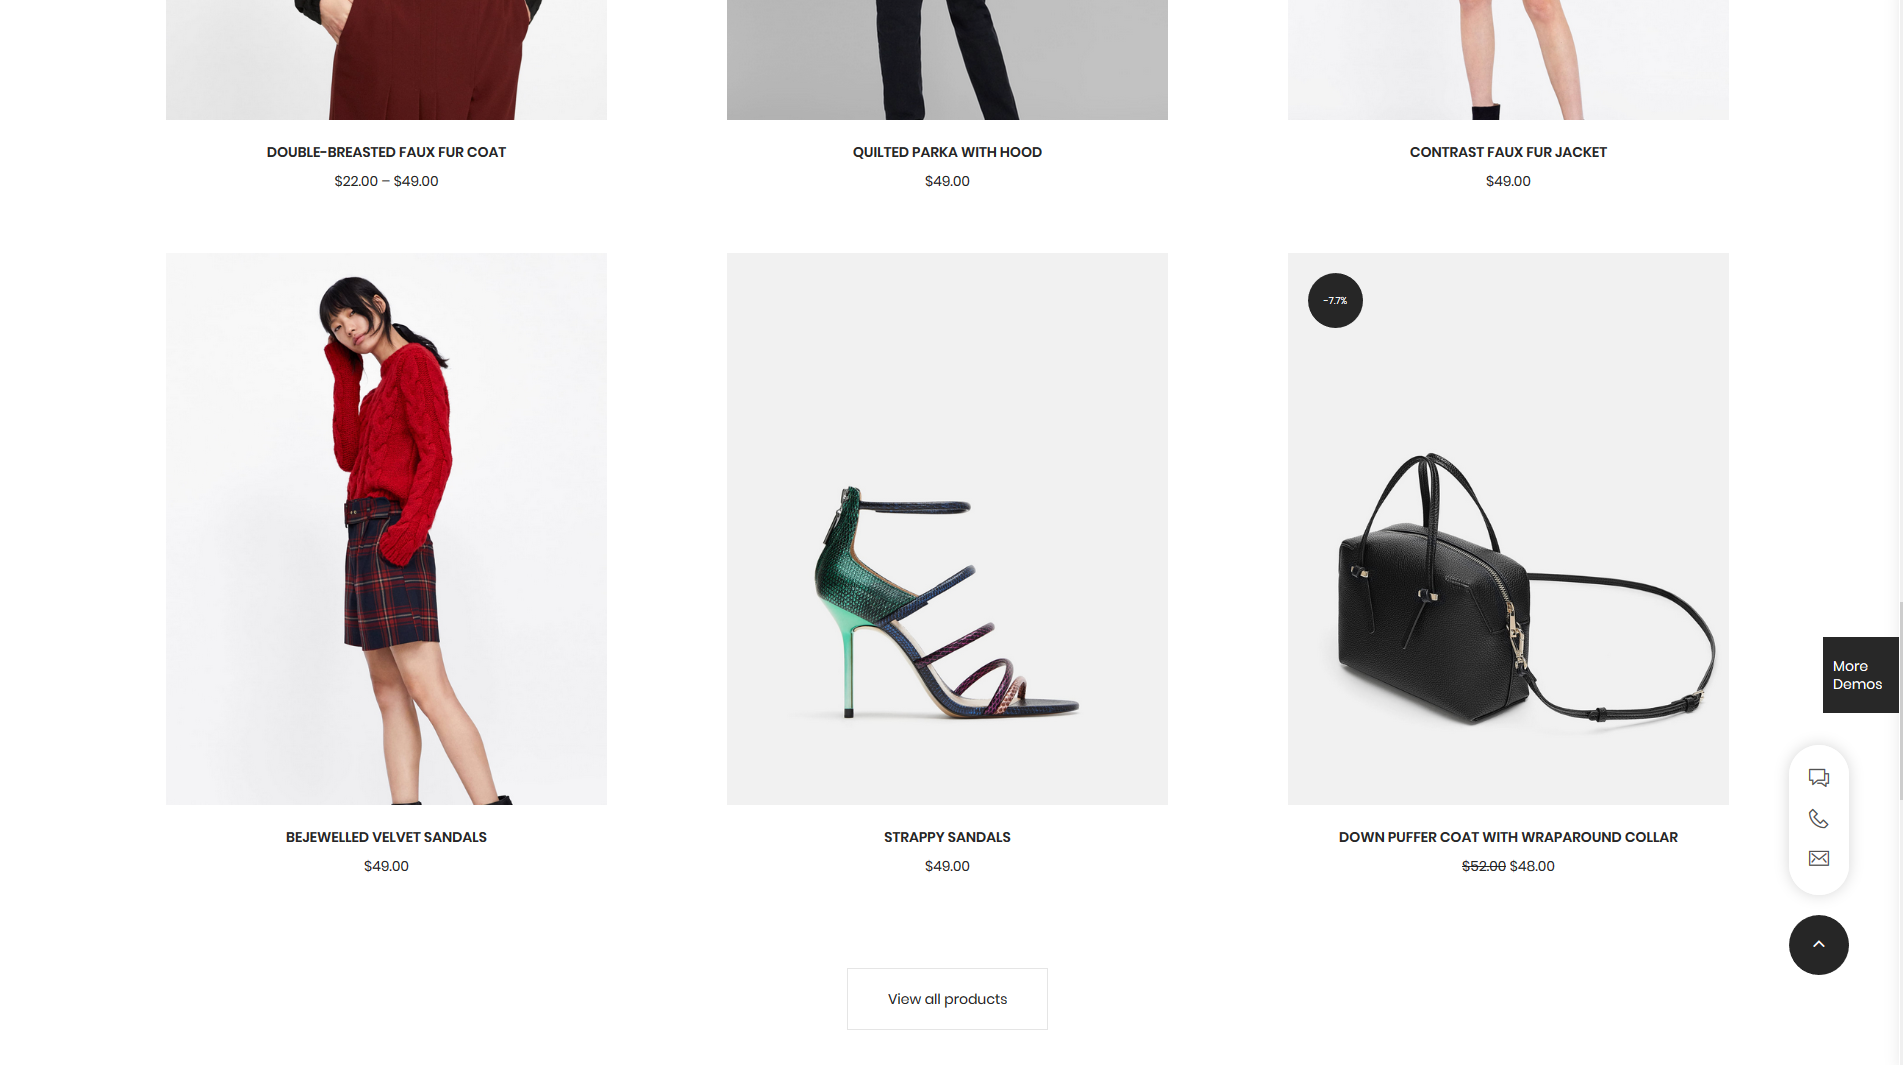 DOUBLE-BREASTED FAUX FUR COAT
$22.00 – $49.00
QUILTED PARKA WITH HOOD
$49.00
CONTRAST FAUX FUR JACKET
$49.00
-7.7%
BEJEWELLED VELVET SANDALS
$49.00
STRAPPY SANDALS
$49.00
DOWN PUFFER COAT WITH WRAPAROUND COLLAR
$52.00 $48.00
More
Demos
View all products